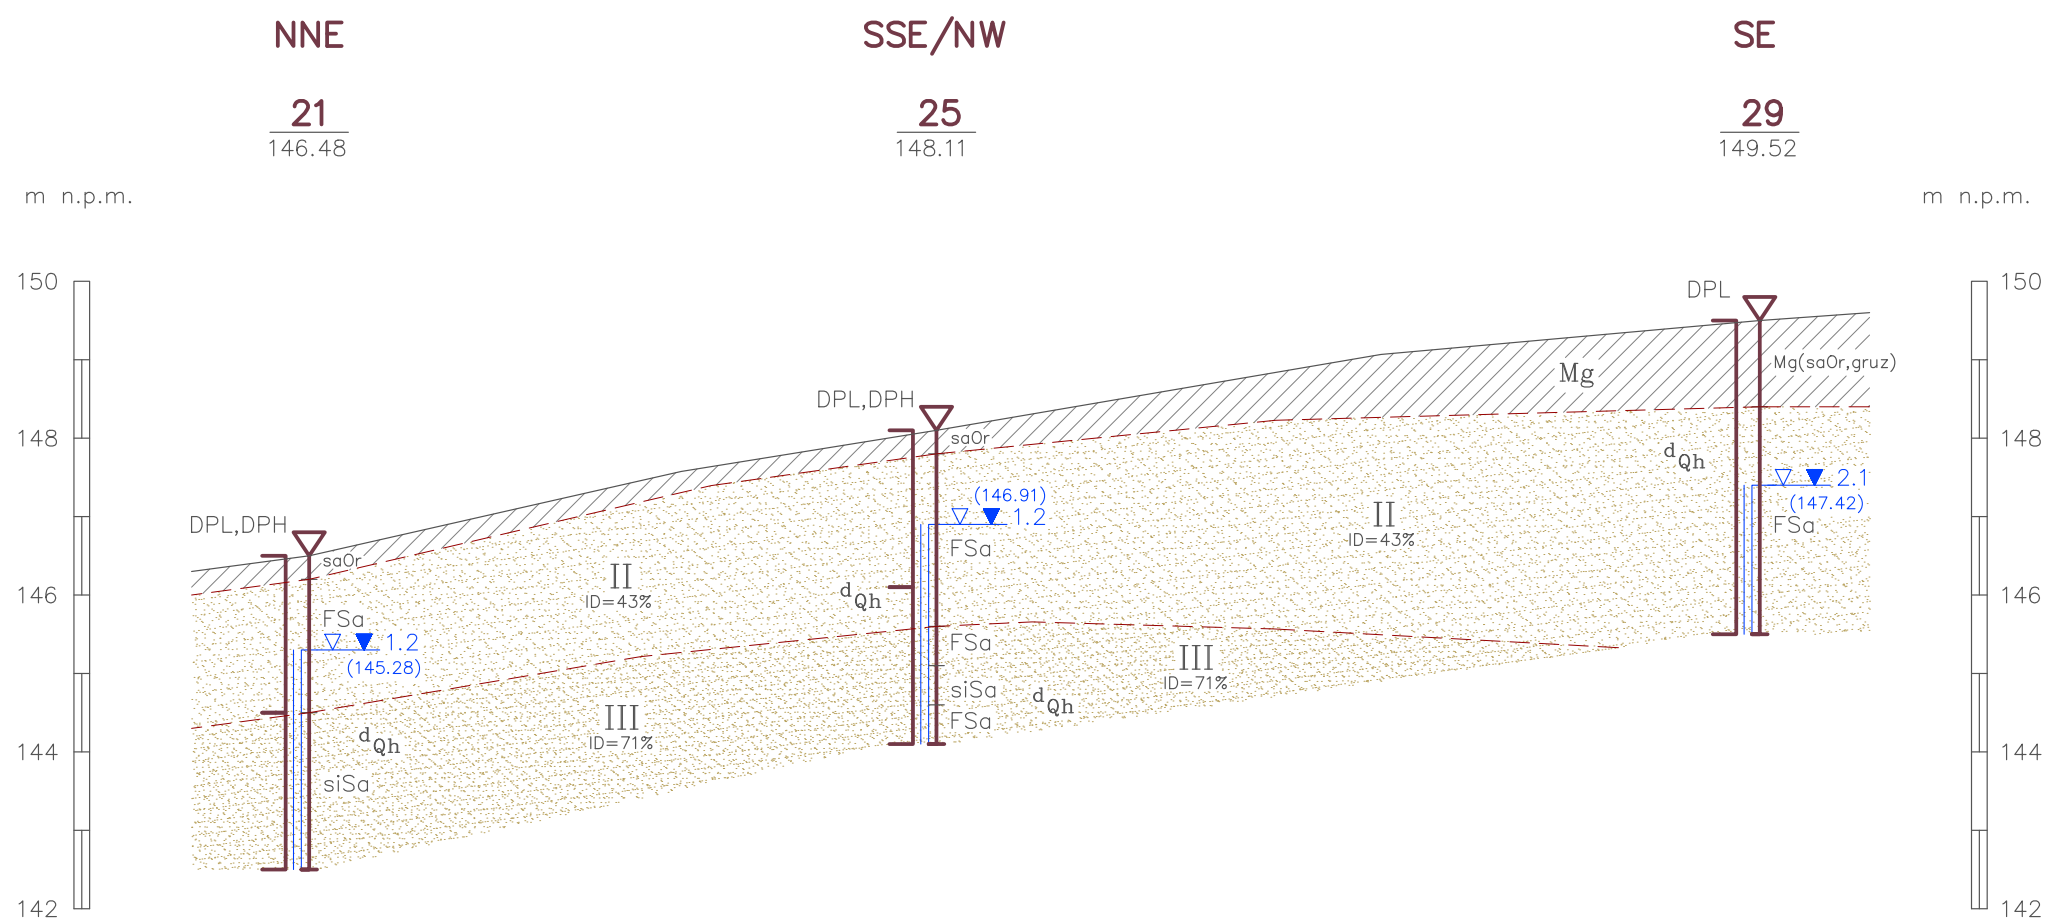 NNE SSE/NW SE
21 25 29
146.48 148.11 149.52
m n.p.m. m n.p.m.
150 150
DPL
Mg Mg(saOr,gruz)
DPL,DPH
148 saOr 148
dQh
2.1
(146.91) (147.42)
1.2
DPL,DPH II FSa
ID=43%
FSa
saOr
II
146 ID=43% dQh 146
FSa
1.2 FSa
(145.28) III
ID=71%
siSa
dQh
III FSa
ID=71%
144 dQh 144
siSa
142 142